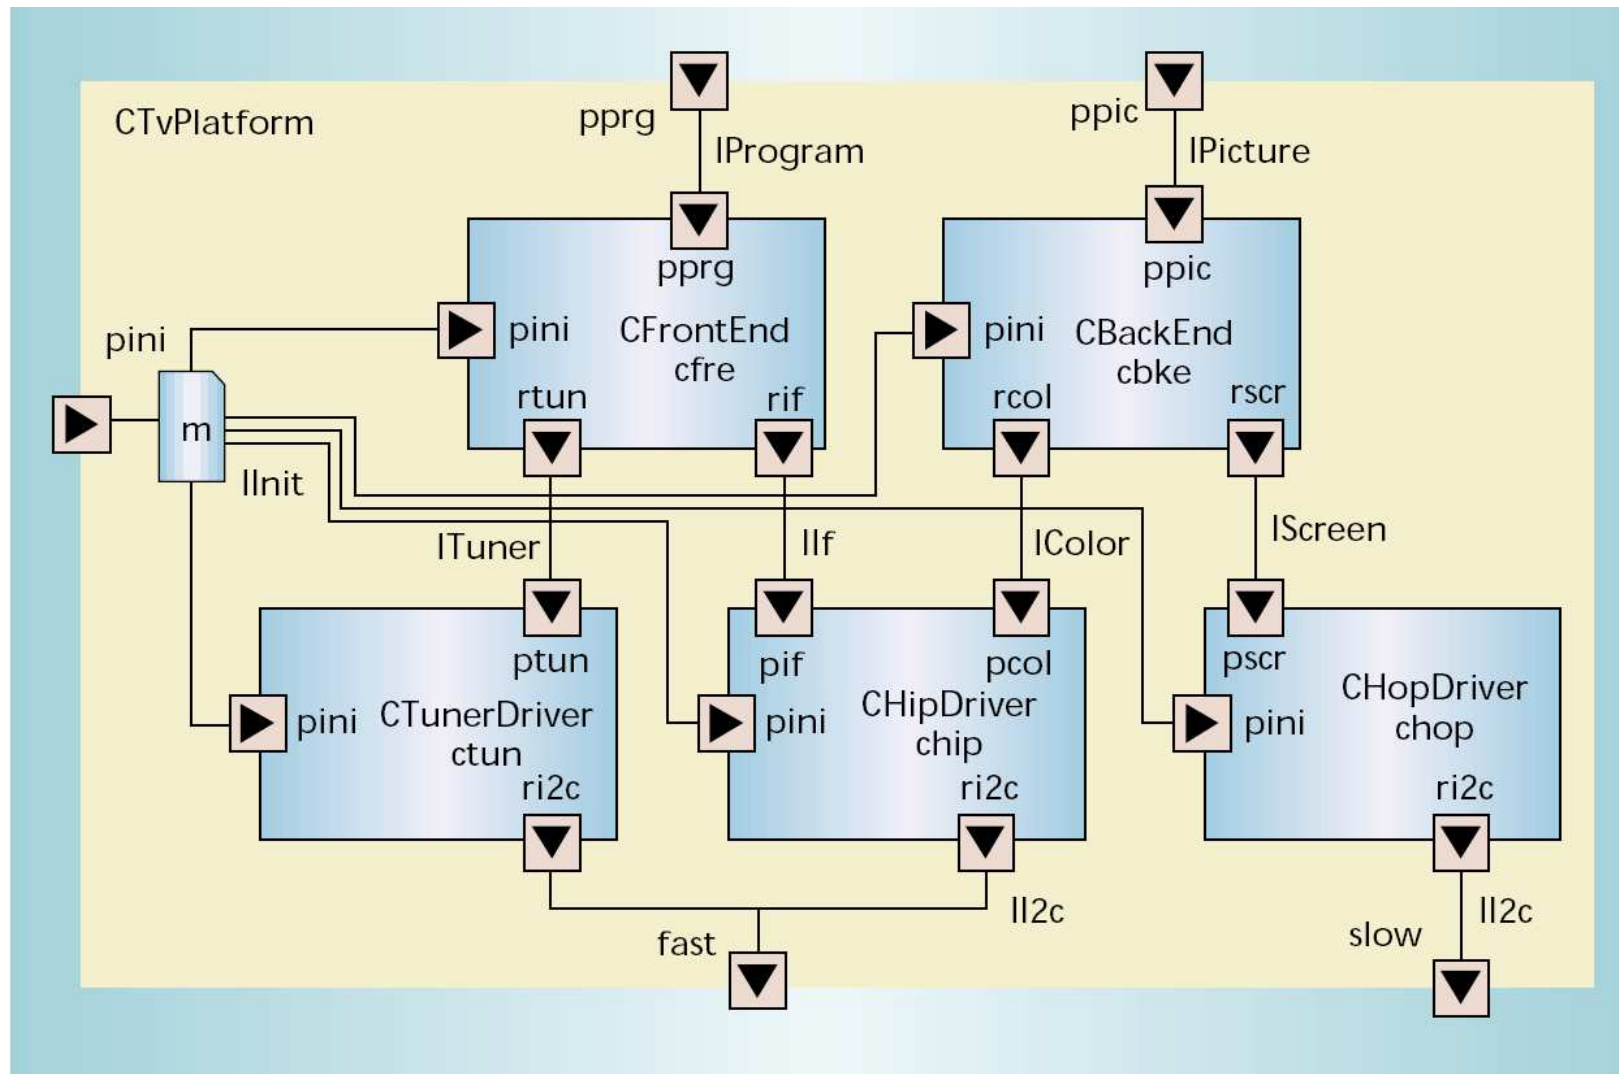 CTvPlatform
pprg
ppic
IProgram
IPicture
pprg
ppic
pini
pini
CFrontEnd
cfre
pini
CBackEnd
cbke
rtun
rif
rcol
rscr
m
IInit
ITuner
IIf
IColor
IScreen
ptun
pif
pcol
pscr
pini
CTunerDriver
ctun
pini
CHipDriver
chip
pini
CHopDriver
chop
ri2c
ri2c
ri2c
fast
II2c
slow
II2c